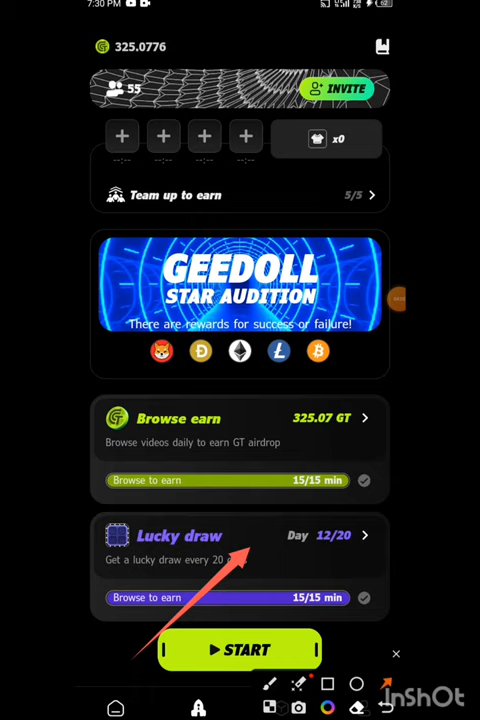 7:30 PM
62
325.0776
55
INVITE
x0
--:-- --:-- --:-- --:--
Team up to earn 5/5
GEEDOLL
STAR AUDITION
There are rewards for success or failure!
Browse earn 325.07 GT
Browse videos daily to earn GT airdrop
Browse to earn 15/15 min
Lucky draw Day 12/20
Get a lucky draw every 20
Browse to earn 15/15 min
START
InShOt